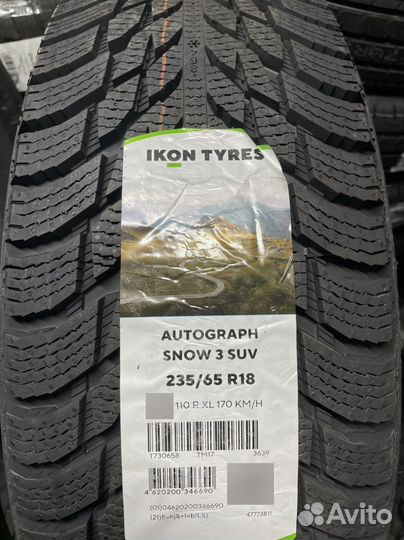 IKON TYRES
AUTOGRAPH
SNOW 3 SUV
235/65 R18
110 R XL 170 KM/H
T730658 TM17 3639
4 620200 346690
(01)04620200346690
47773811
Avito